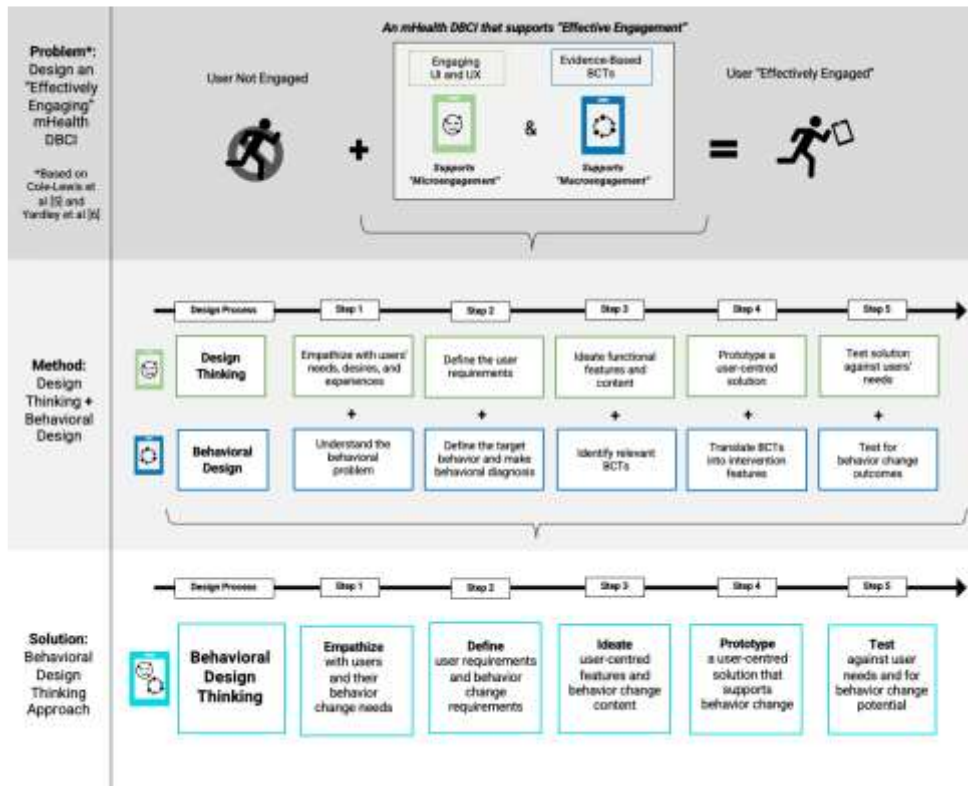 Problem*:
Design an
"Effectively
Engaging"
mHealth
DBCI
*Based on
Cole-Lewis et
al [5] and
Yardley et al [6]
An mHealth DBCI that supports "Effective Engagement"
User Not Engaged
+
Engaging
UI and UX
Supports
"Microengagement"
&
Evidence-Based
BCTs
Supports
"Macroengagement"
=
User "Effectively Engaged"
Method:
Design
Thinking +
Behavioral
Design
Design Process
Step 1
Step 2
Step 3
Step 4
Step 5
Design
Thinking
Empathize with users'
needs, desires, and
experiences
Define the user
requirements
Ideate functional
features and
content
Prototype a
user-centred
solution
Test solution
against users'
needs
+
+
+
+
+
Behavioral
Design
Understand the
behavioral
problem
Define the target
behavior and make
behavioral diagnosis
Identify relevant
BCTs
Translate BCTs
into intervention
features
Test for
behavior change
outcomes
Solution:
Behavioral
Design
Thinking
Approach
Design Process
Step 1
Step 2
Step 3
Step 4
Step 5
Behavioral
Design
Thinking
Empathize
with users
and their
behavior
change needs
Define
user requirements
and behavior
change
requirements
Ideate
user-centred
features and
behavior change
content
Prototype
a user-centred
solution that
supports
behavior change
Test
against user
needs and for
behavior change
potential